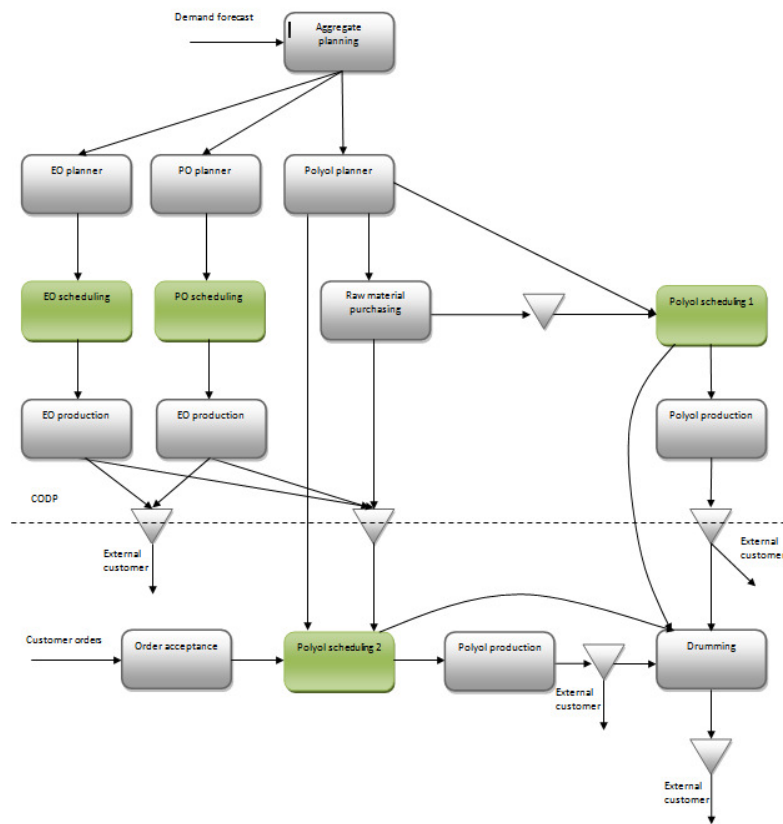 Demand forecast
Aggregate
planning
EO planner
PO planner
Polyol planner
EO scheduling
PO scheduling
Raw material
purchasing
Polyol scheduling 1
EO production
EO production
Polyol production
CODP
External
customer
External
customer
Customer orders
Order acceptance
Polyol scheduling 2
Polyol production
Drumming
External
customer
External
customer